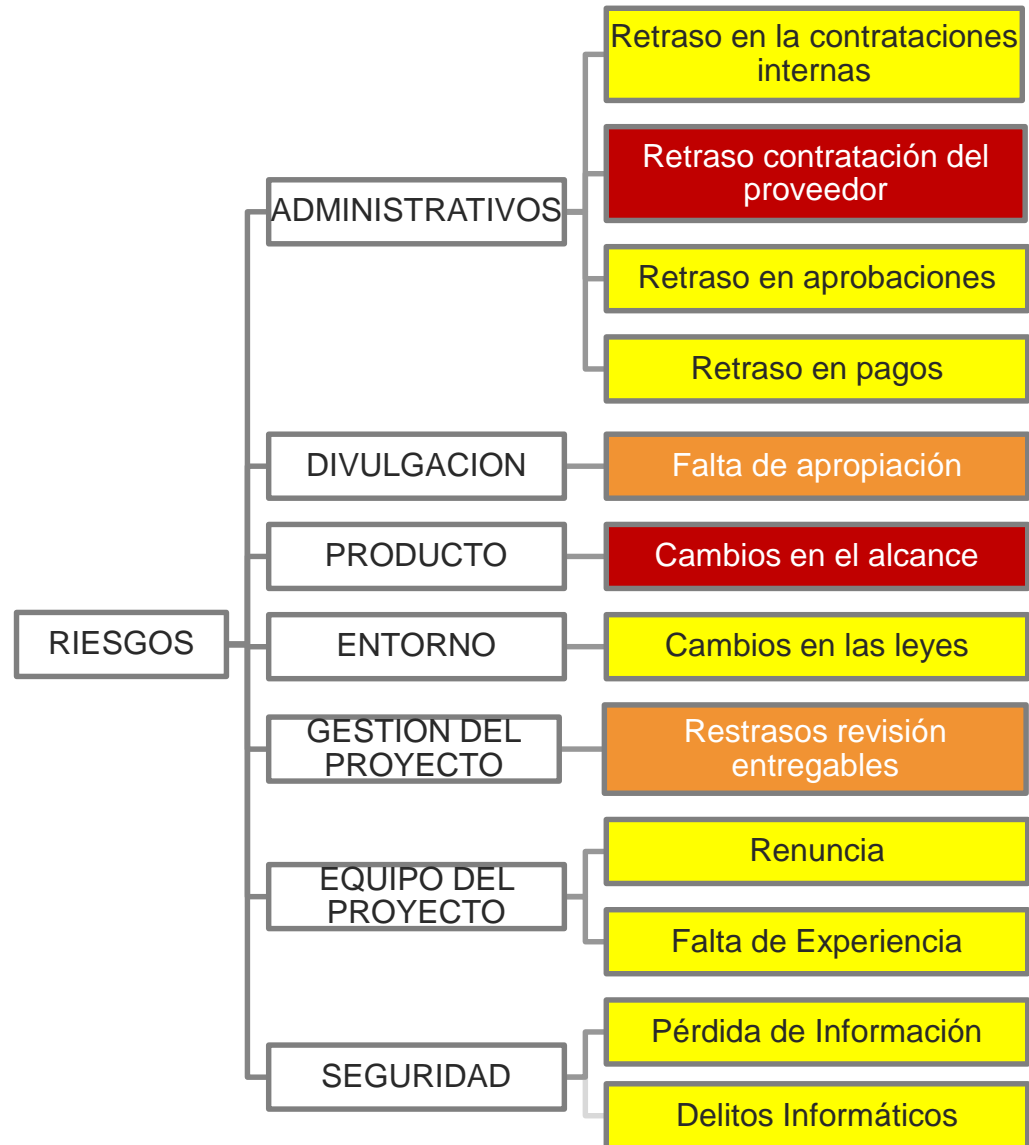 Retraso en la contrataciones
internas
Retraso contratación del
proveedor
ADMINISTRATIVOS
Retraso en aprobaciones
Retraso en pagos
DIVULGACION
Falta de apropiación
PRODUCTO
Cambios en el alcance
RIESGOS
ENTORNO
Cambios en las leyes
GESTION DEL
PROYECTO
Restrasos revisión
entregables
EQUIPO DEL
PROYECTO
Renuncia
Falta de Experiencia
SEGURIDAD
Pérdida de Información
Delitos Informáticos